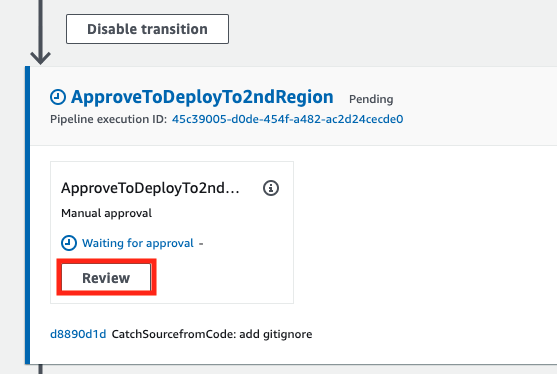 Disable transition
ApproveToDeployTo2ndRegion Pending
Pipeline execution ID: 45c39005-d0de-454f-a482-ac2d24cecde0
ApproveToDeployTo2nd...
Manual approval
Waiting for approval -
Review
d8890d1d CatchSourcefromCode: add gitignore